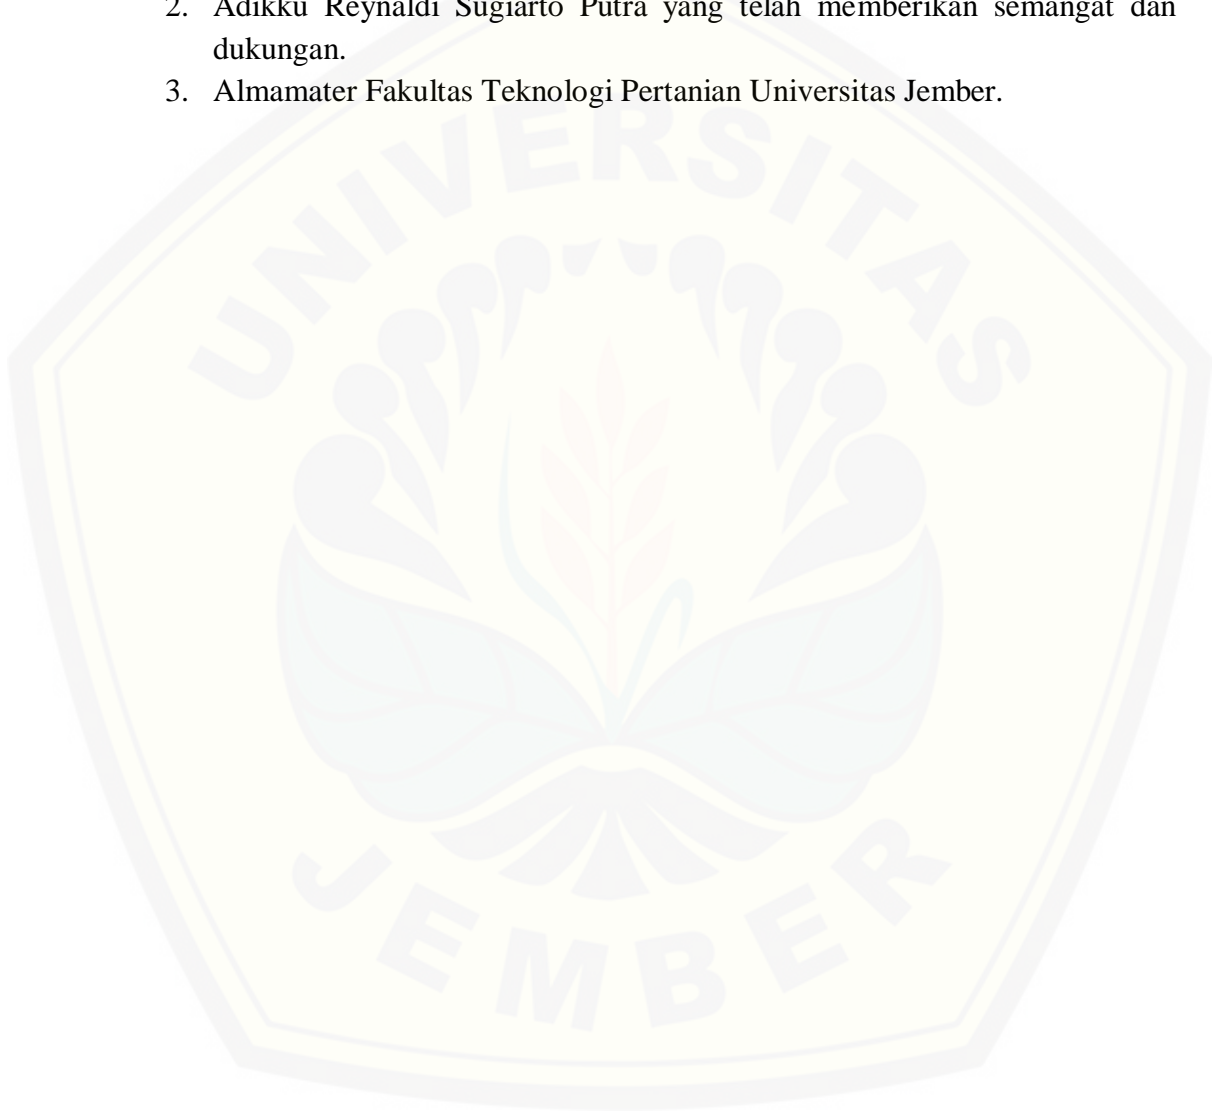 2. Adikku Reynaldi Sugiarto Putra yang telah memberikan semangat dan
dukungan.
3. Almamater Fakultas Teknologi Pertanian Universitas Jember.
UNIVERSITAS
JEMBER